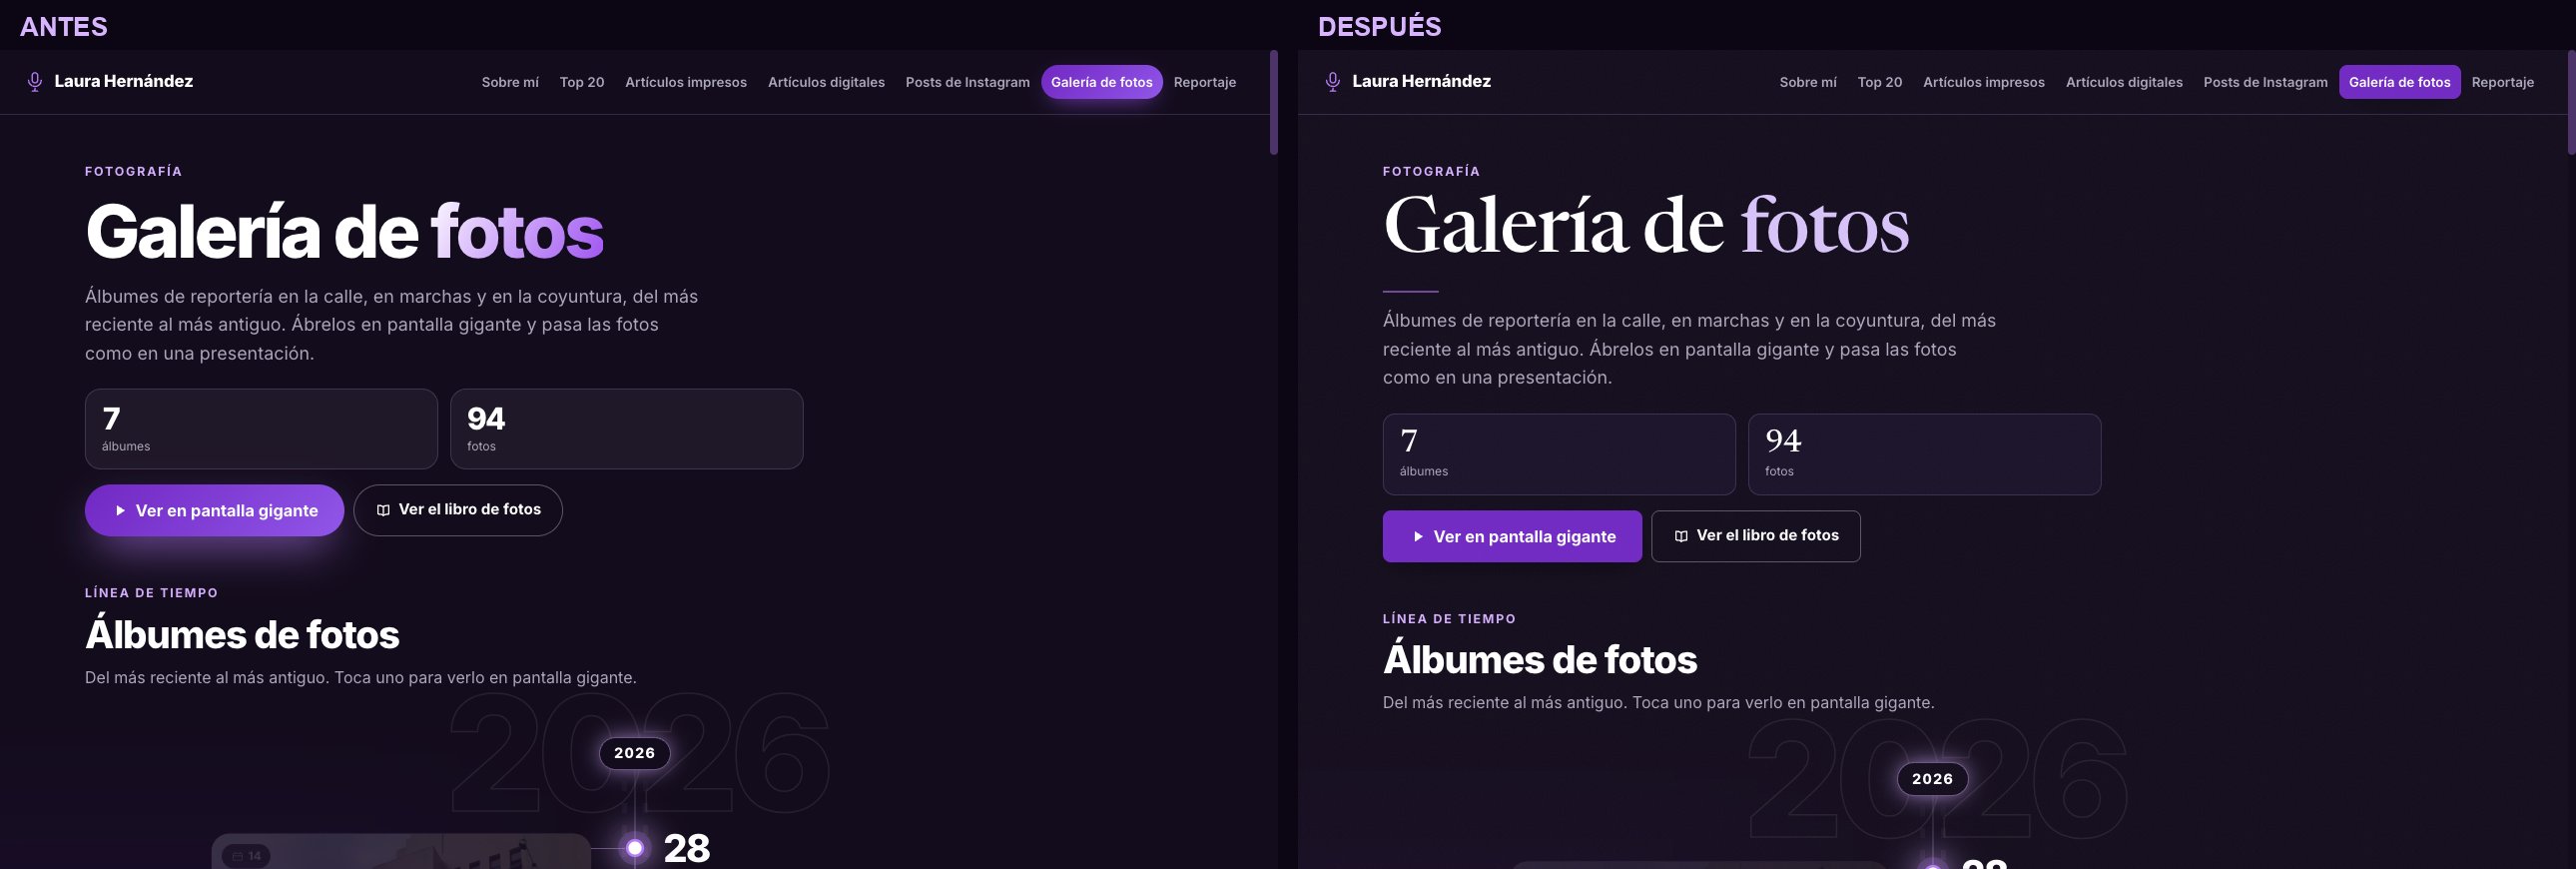 ANTES
Laura Hernández
Sobre mí Top 20 Artículos impresos Artículos digitales Posts de Instagram Galería de fotos Reportaje
FOTOGRAFÍA
Galería de fotos
Álbumes de reportería en la calle, en marchas y en la coyuntura, del más
reciente al más antiguo. Ábrelos en pantalla gigante y pasa las fotos
como en una presentación.
7
álbumes
94
fotos
Ver en pantalla gigante
Ver el libro de fotos
LÍNEA DE TIEMPO
Álbumes de fotos
Del más reciente al más antiguo. Toca uno para verlo en pantalla gigante.
2026
2026
14
28
DESPUÉS
Laura Hernández
Sobre mí Top 20 Artículos impresos Artículos digitales Posts de Instagram Galería de fotos Reportaje
FOTOGRAFÍA
Galería de fotos
Álbumes de reportería en la calle, en marchas y en la coyuntura, del más
reciente al más antiguo. Ábrelos en pantalla gigante y pasa las fotos
como en una presentación.
7
álbumes
94
fotos
Ver en pantalla gigante
Ver el libro de fotos
LÍNEA DE TIEMPO
Álbumes de fotos
Del más reciente al más antiguo. Toca uno para verlo en pantalla gigante.
2026
2026
28